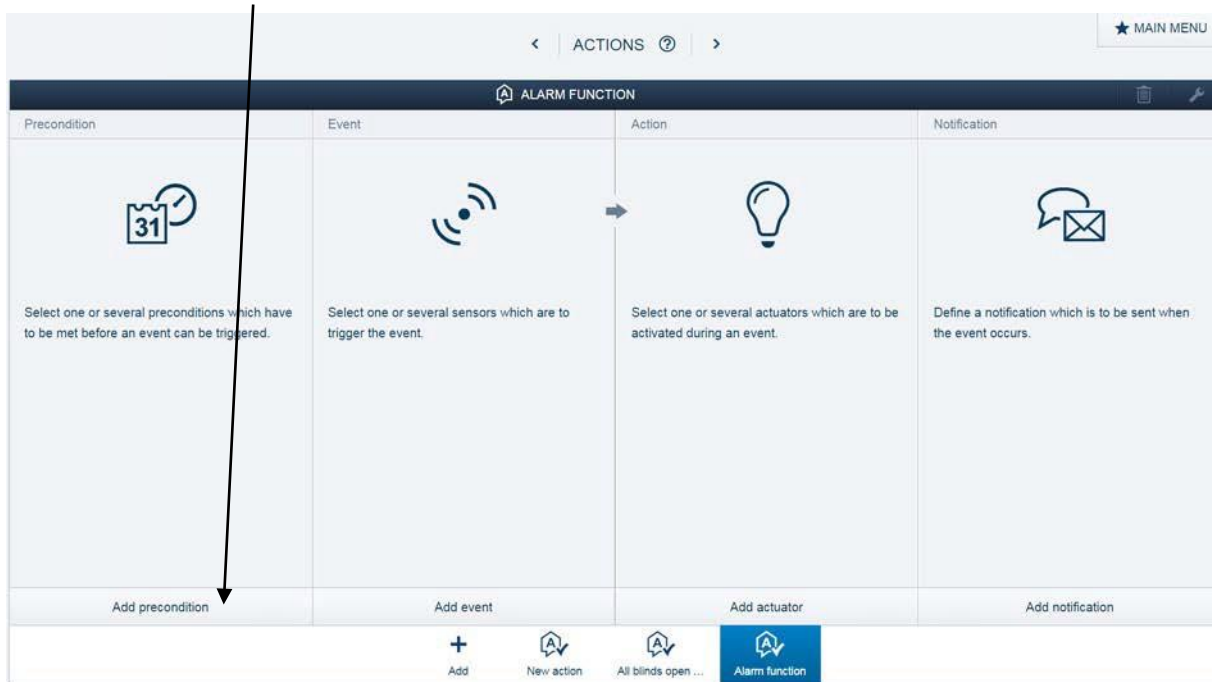 ★ MAIN MENU
< ACTIONS ? >
ALARM FUNCTION
Precondition
Event
Action
Notification
31
Select one or several preconditions which have
to be met before an event can be triggered.
Select one or several sensors which are to
trigger the event.
Select one or several actuators which are to be
activated during an event.
Define a notification which is to be sent when
the event occurs.
Add precondition
Add event
Add actuator
Add notification
+
Add
New action
All blinds open ...
Alarm function